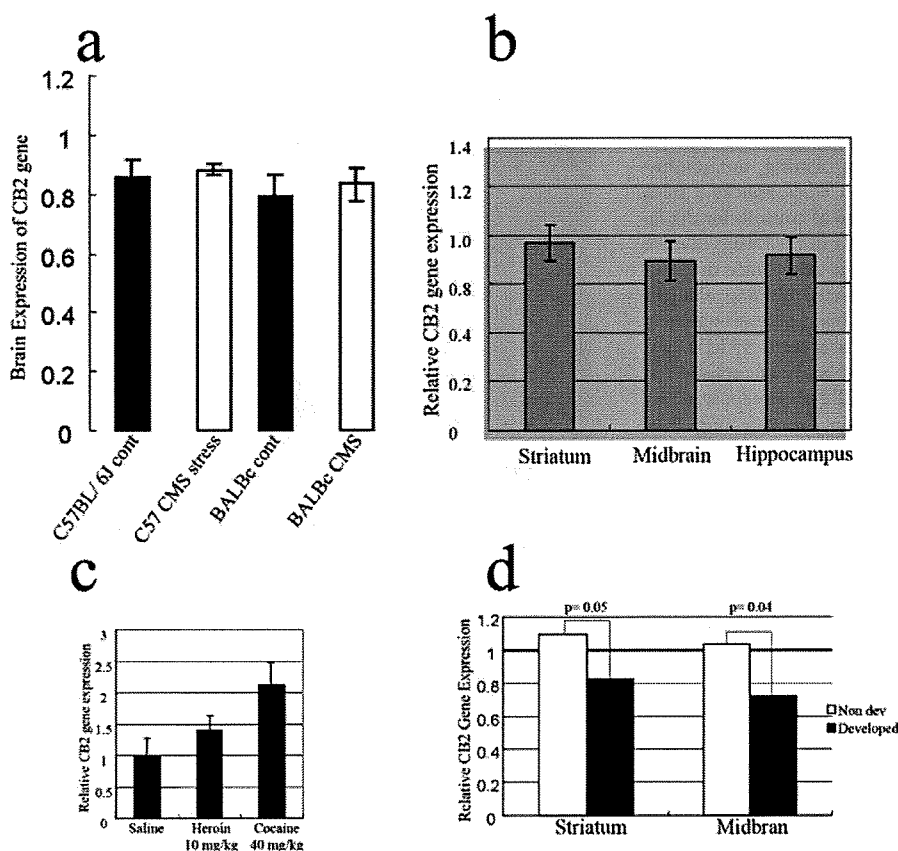 a
Brain Expression of CB2 gene
1.2
1
0.8
0.6
0.4
0.2
0
C57BL/ 6J cont
C57 CMS stress
BALBc cont
BALBc CMS
b
Relative CB2 gene expression
1.4
1.2
1.0
0.8
0.6
0.4
0.2
0
Striatum Midbrain Hippocampus
c
Relative CB2 gene expression
3
2.5
2
1.5
1
0.5
0
Saline Heroin Cocaine
10 mg/kg 40 mg/kg
d
Relative CB2 Gene Expression
p= 0.05 p= 0.04
1.2
1
0.8
0.6
0.4
0.2
0
Non dev
Developed
Striatum Midbran